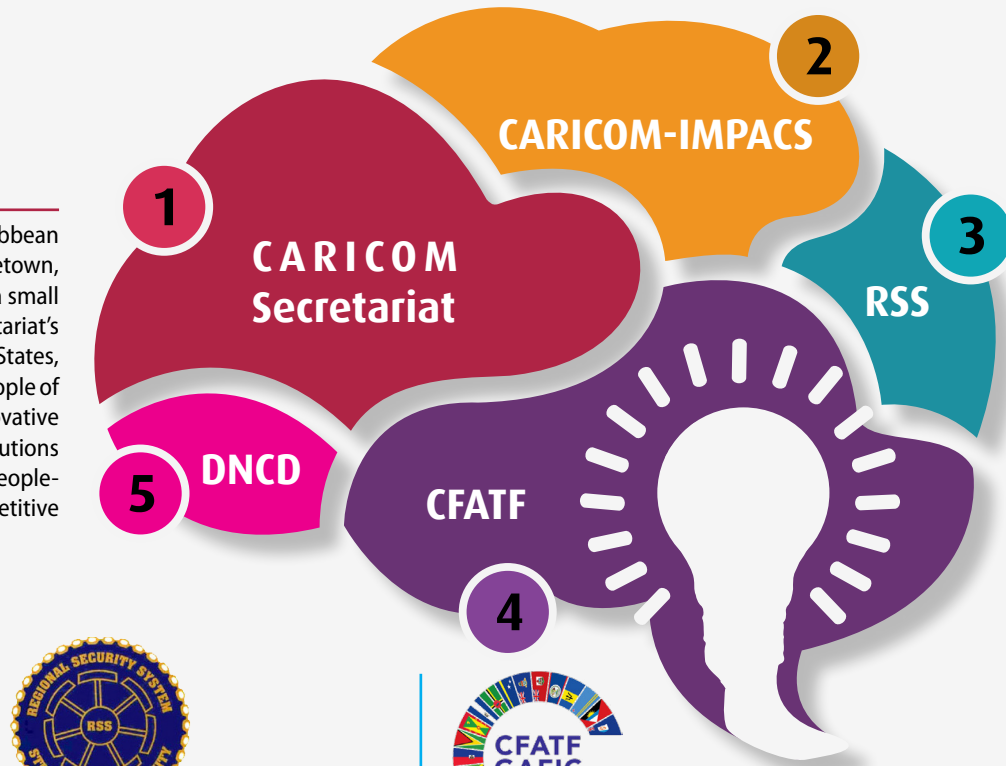 bbean
etown,
small
tariat's
States,
ople of
ovative
utions
eople-
etitive
1
CARICOM
Secretariat
2
CARICOM-IMPACS
3
RSS
4
CFATF
5
DNCD
REGIONAL SECURITY SYSTEM
RSS
CFATF